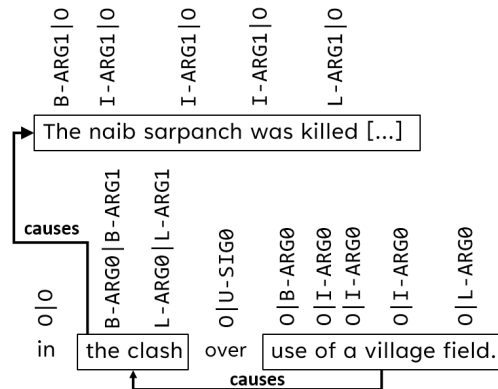 B-ARG1|O I-ARG1|O I-ARG1|O I-ARG1|O L-ARG1|O
The naib sarpanch was killed [...]
causes
O|O B-ARG0|B-ARG1 L-ARG0|L-ARG1 O|U-SIG0 O|B-ARG0 O|I-ARG0 O|I-ARG0 O|I-ARG0 O|L-ARG0
in the clash over use of a village field.
causes